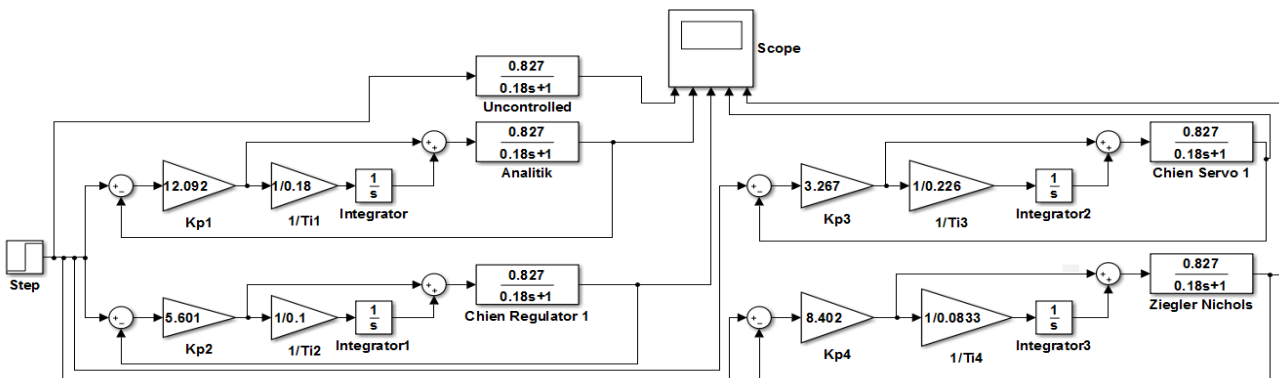 Scope
0.827
0.18s+1
Uncontrolled
0.827
0.18s+1
Analitik
12.092
Kp1
1/0.18
1/Ti1
1
s
Integrator
Step
0.827
0.18s+1
Chien Regulator 1
5.601
Kp2
1/0.1
1/Ti2
1
s
Integrator1
0.827
0.18s+1
Chien Servo 1
3.267
Kp3
1/0.226
1/Ti3
1
s
Integrator2
0.827
0.18s+1
Ziegler Nichols
8.402
Kp4
1/0.0833
1/Ti4
1
s
Integrator3